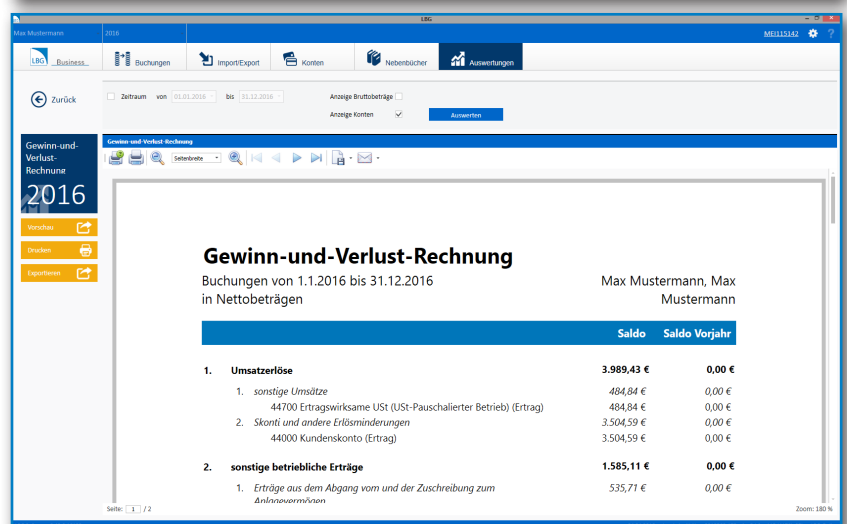 LBG
Max Mustermann 2016 MEI115142 ?
LBG Business Buchungen Import/Export Konten Nebenbücher Auswertungen
Zurück Zeitraum von 01.01.2016 bis 31.12.2016 Anzeige Bruttobeträge
Anzeige Konten Auswerten
Gewinn-und-Verlust-Rechnung
2016
Vorschau
Drucken
Exportieren
Gewinn-und-Verlust-Rechnung
Seitenbreite
Gewinn-und-Verlust-Rechnung
Buchungen von 1.1.2016 bis 31.12.2016 Max Mustermann, Max
in Nettobeträgen Mustermann
Saldo Saldo Vorjahr
1. Umsatzerlöse 3.989,43 € 0,00 €
1. sonstige Umsätze 484,84 € 0,00 €
44700 Ertragswirksame USt (USt-Pauschalierter Betrieb) (Ertrag) 484,84 € 0,00 €
2. Skonti und andere Erlösminderungen 3.504,59 € 0,00 €
44000 Kundenskonto (Ertrag) 3.504,59 € 0,00 €
2. sonstige betriebliche Erträge 1.585,11 € 0,00 €
1. Erträge aus dem Abgang vom und der Zuschreibung zum 535,71 € 0,00 €
Anlagevermögen
Seite: 1 / 2 Zoom: 180 %